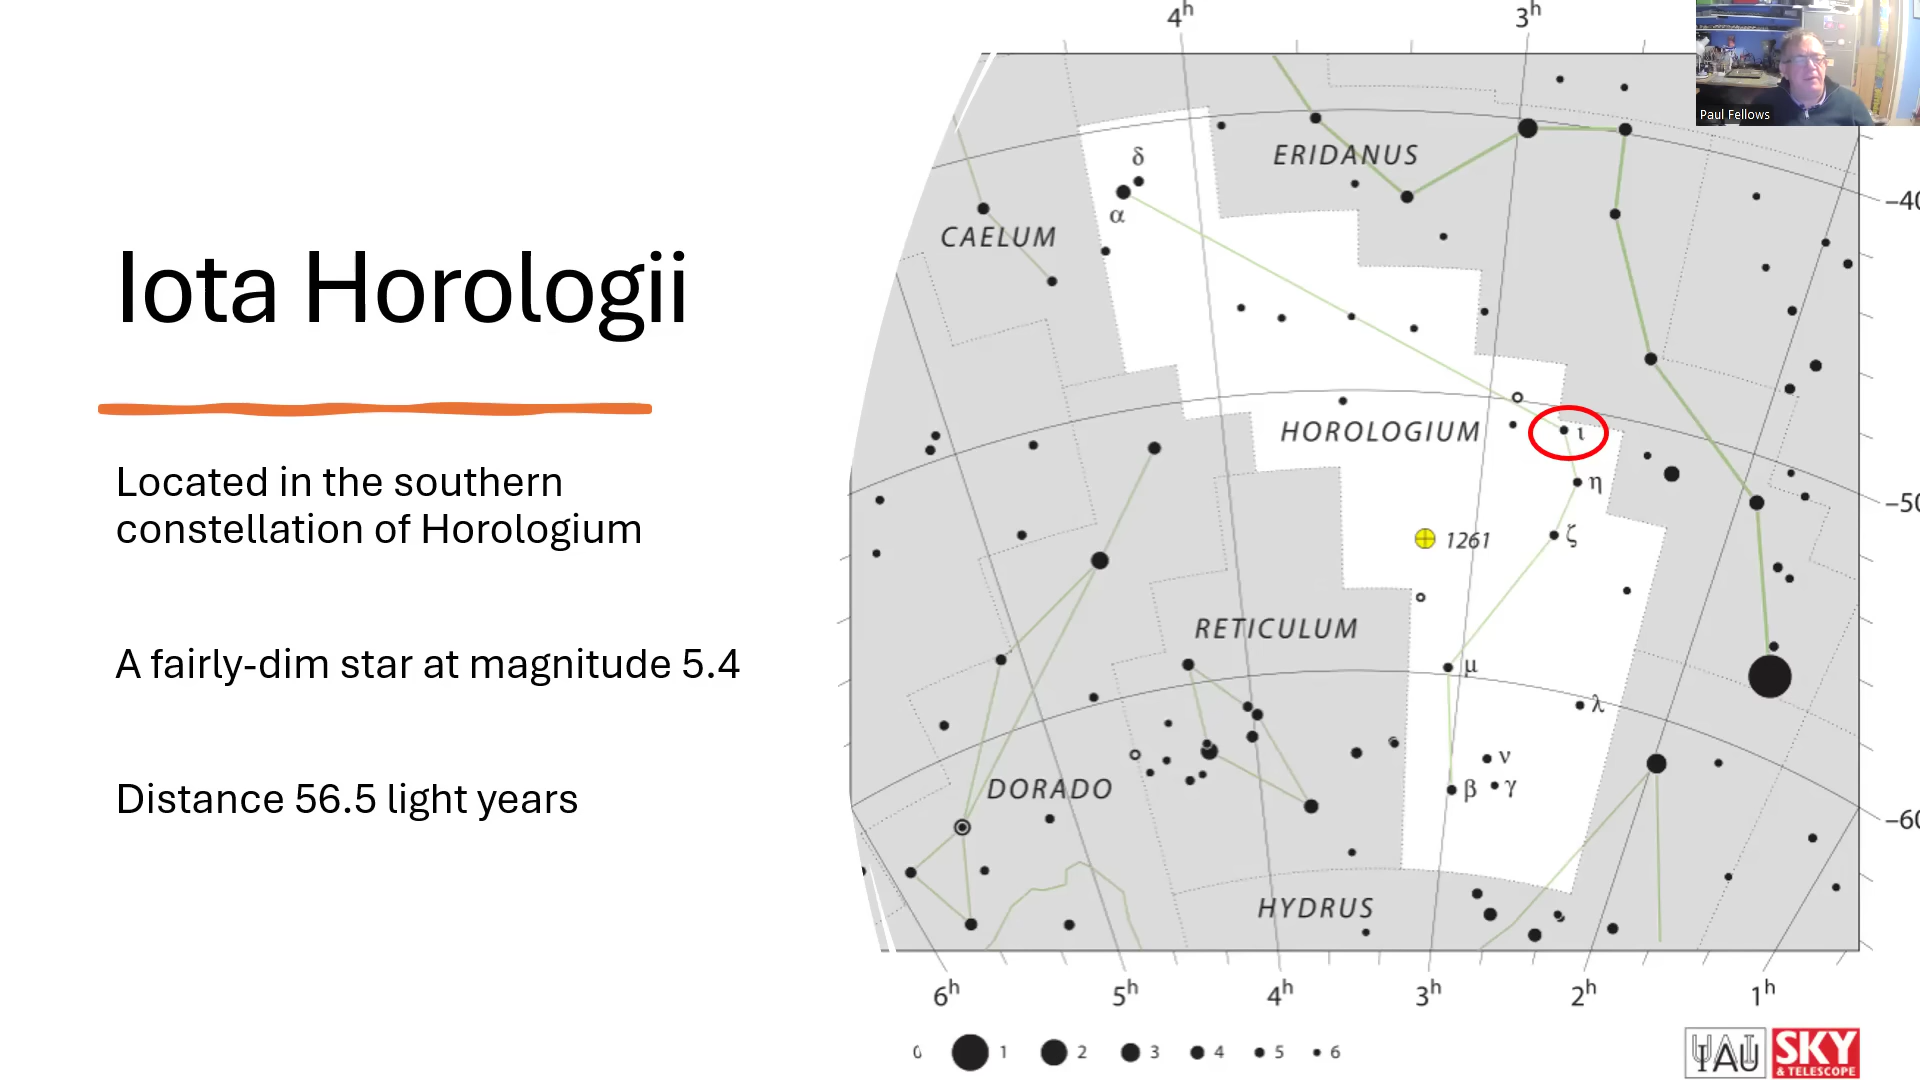 Iota Horologii
Located in the southern
constellation of Horologium
A fairly-dim star at magnitude 5.4
Distance 56.5 light years
4h
3h
Paul Fellows
ERIDANUS
δ
α
CAELUM
-40
HOROLOGIUM
ι
η
-50
1261
ζ
RETICULUM
μ
λ
ν
DORADO
β
γ
-60
HYDRUS
6h
5h
4h
3h
2h
1h
0
1
2
3
4
5
6
IAU
SKY
& TELESCOPE